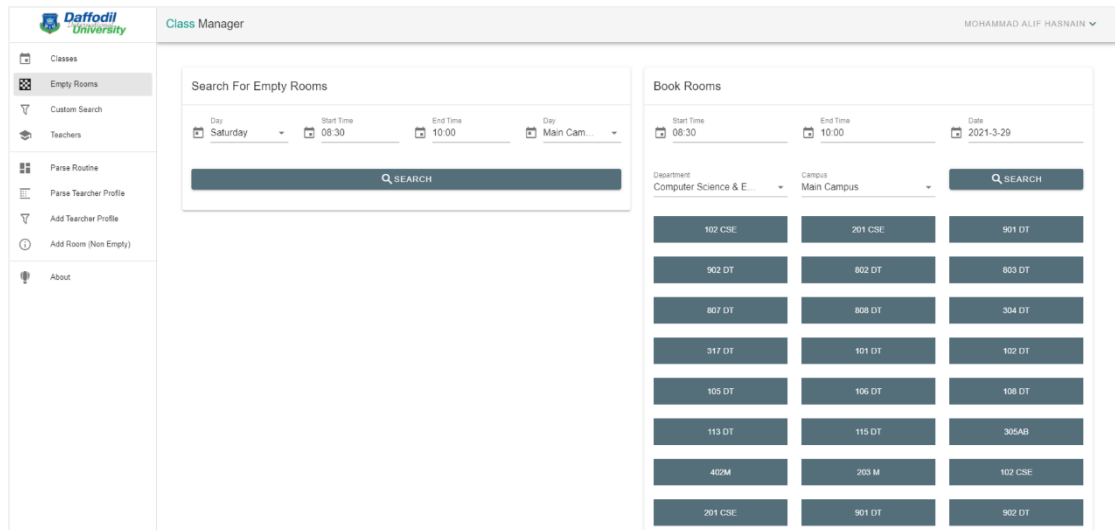 Daffodil
International
University
Class Manager
MOHAMMAD ALIF HASNAIN
Classes
Empty Rooms
Custom Search
Teachers
Parse Routine
Parse Tearcher Profile
Add Tearcher Profile
Add Room (Non Empty)
About
Search For Empty Rooms
Day Start Time End Time Day
Saturday 08:30 10:00 Main Cam...
SEARCH
Book Rooms
Start Time End Time Date
08:30 10:00 2021-3-29
Department Campus
Computer Science & E... Main Campus SEARCH
102 CSE 201 CSE 901 DT
902 DT 802 DT 803 DT
807 DT 808 DT 304 DT
317 DT 101 DT 102 DT
105 DT 106 DT 108 DT
113 DT 115 DT 305AB
402M 203 M 102 CSE
201 CSE 901 DT 902 DT